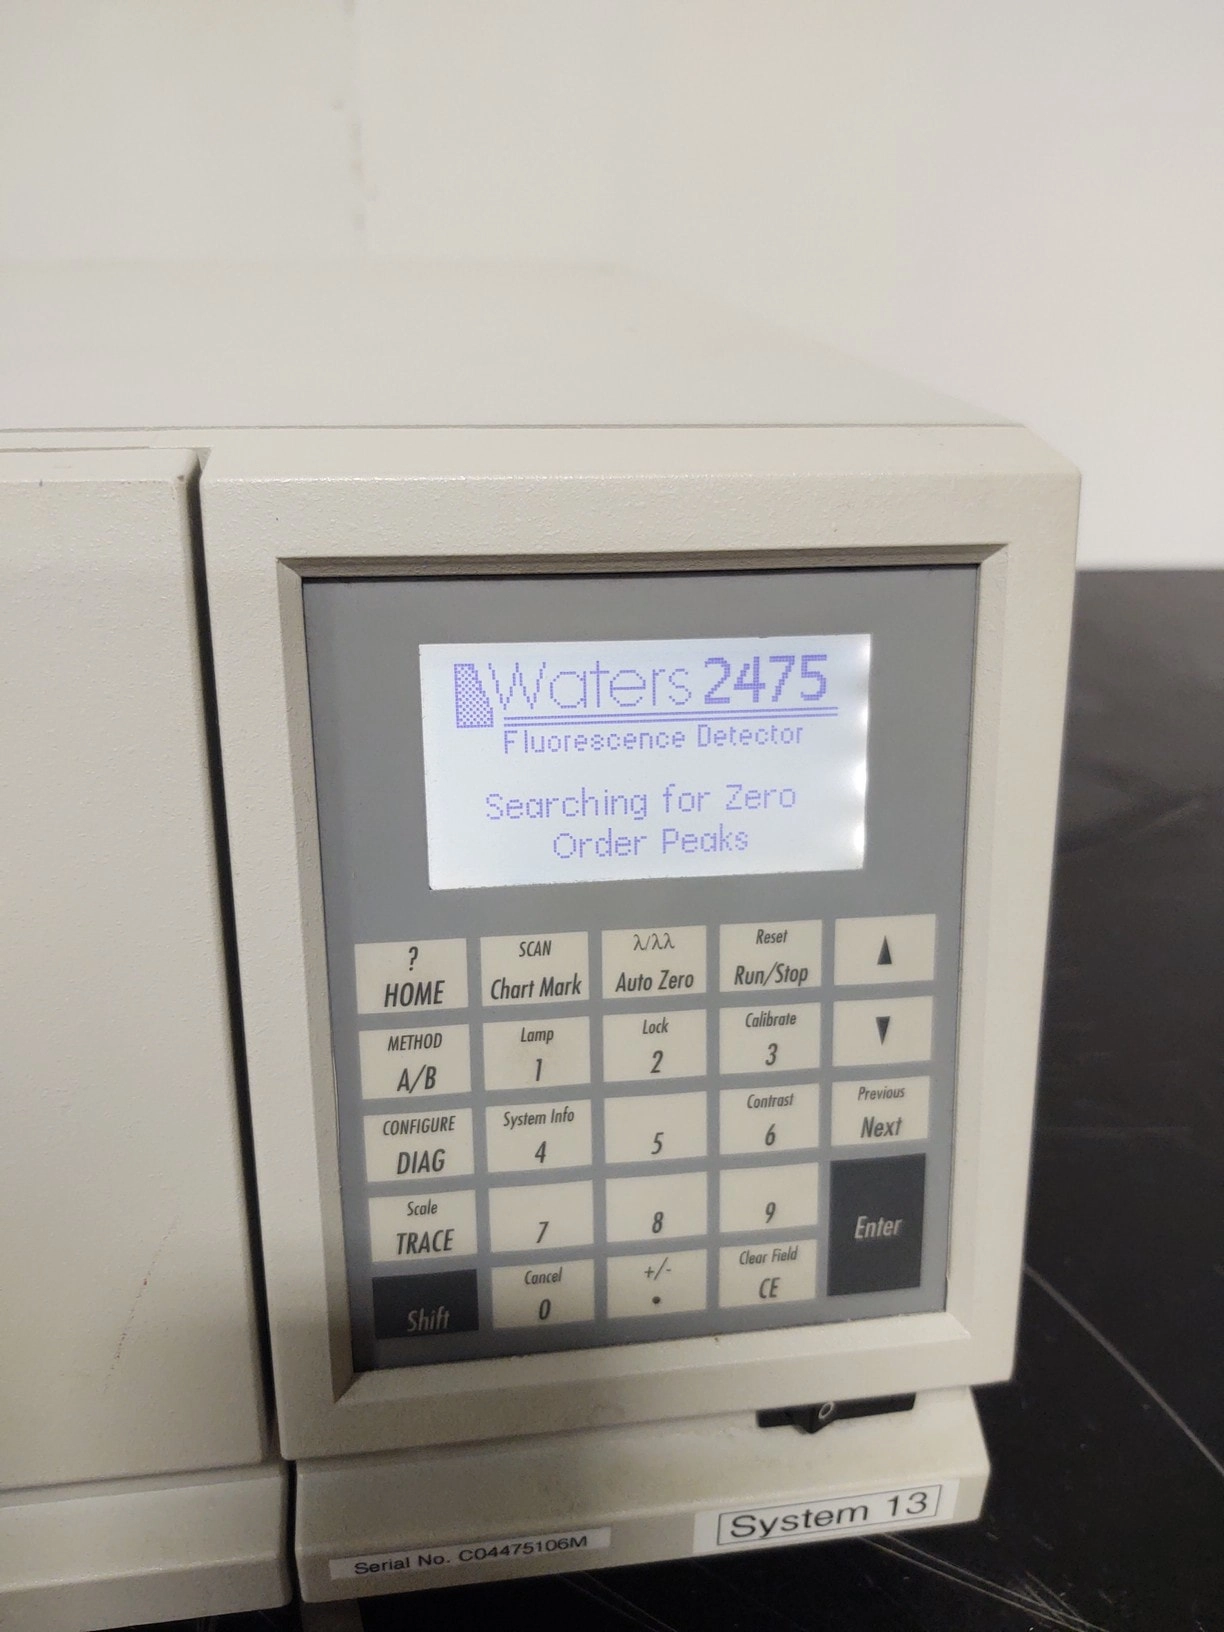 Waters 2475
Fluorescence Detector
Searching for Zero
Order Peaks
?
HOME
SCAN
Chart Mark
λ/λλ
Auto Zero
Reset
Run/Stop
▲
METHOD
A/B
Lamp
1
Lock
2
Calibrate
3
▼
CONFIGURE
DIAG
System Info
4
5
Contrast
6
Previous
Next
Scale
TRACE
7
8
9
Enter
Shift
Cancel
0
+/-
.
Clear Field
CE
O
System 13
Serial No. C04475106M